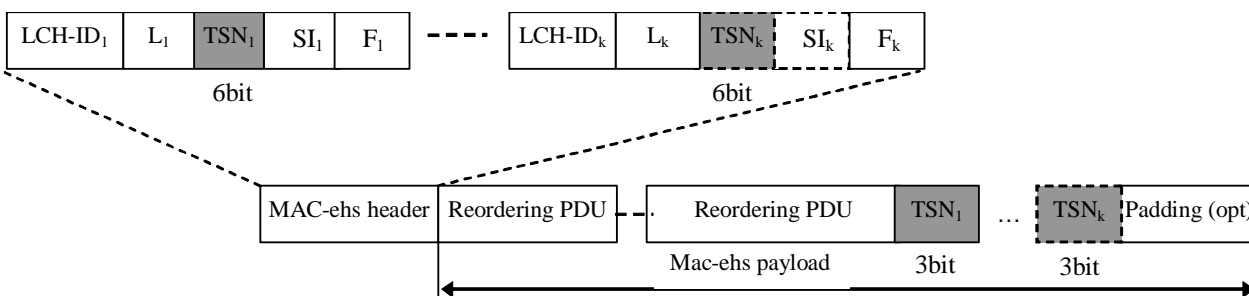 LCH-ID₁ L₁ TSN₁ SI₁ F₁ LCH-IDₖ Lₖ TSNₖ SIₖ Fₖ
6bit 6bit
MAC-ehs header Reordering PDU Reordering PDU TSN₁ … TSNₖ Padding (opt)
Mac-ehs payload 3bit 3bit